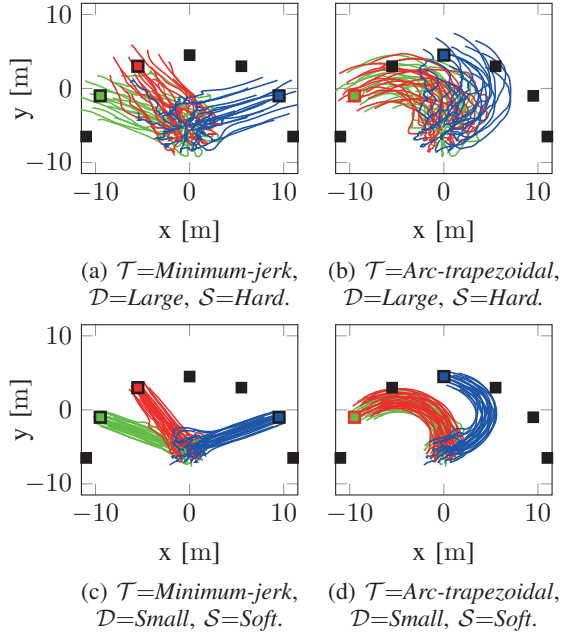 10
0
−10
y [m]
−10 0 10
x [m]
−10 0 10
x [m]
(a) 𝒯=Minimum-jerk,
𝒟=Large, 𝒮=Hard.
(b) 𝒯=Arc-trapezoidal,
𝒟=Large, 𝒮=Hard.
10
0
−10
y [m]
−10 0 10
x [m]
−10 0 10
x [m]
(c) 𝒯=Minimum-jerk,
𝒟=Small, 𝒮=Soft.
(d) 𝒯=Arc-trapezoidal,
𝒟=Small, 𝒮=Soft.